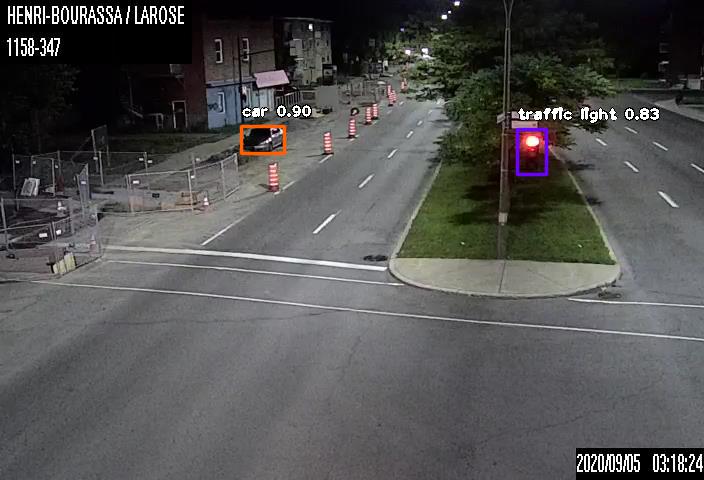 HENRI-BOURASSA / LAROSE
1158-347
car 0.90
traffic light 0.83
2020/09/05 03:18:24